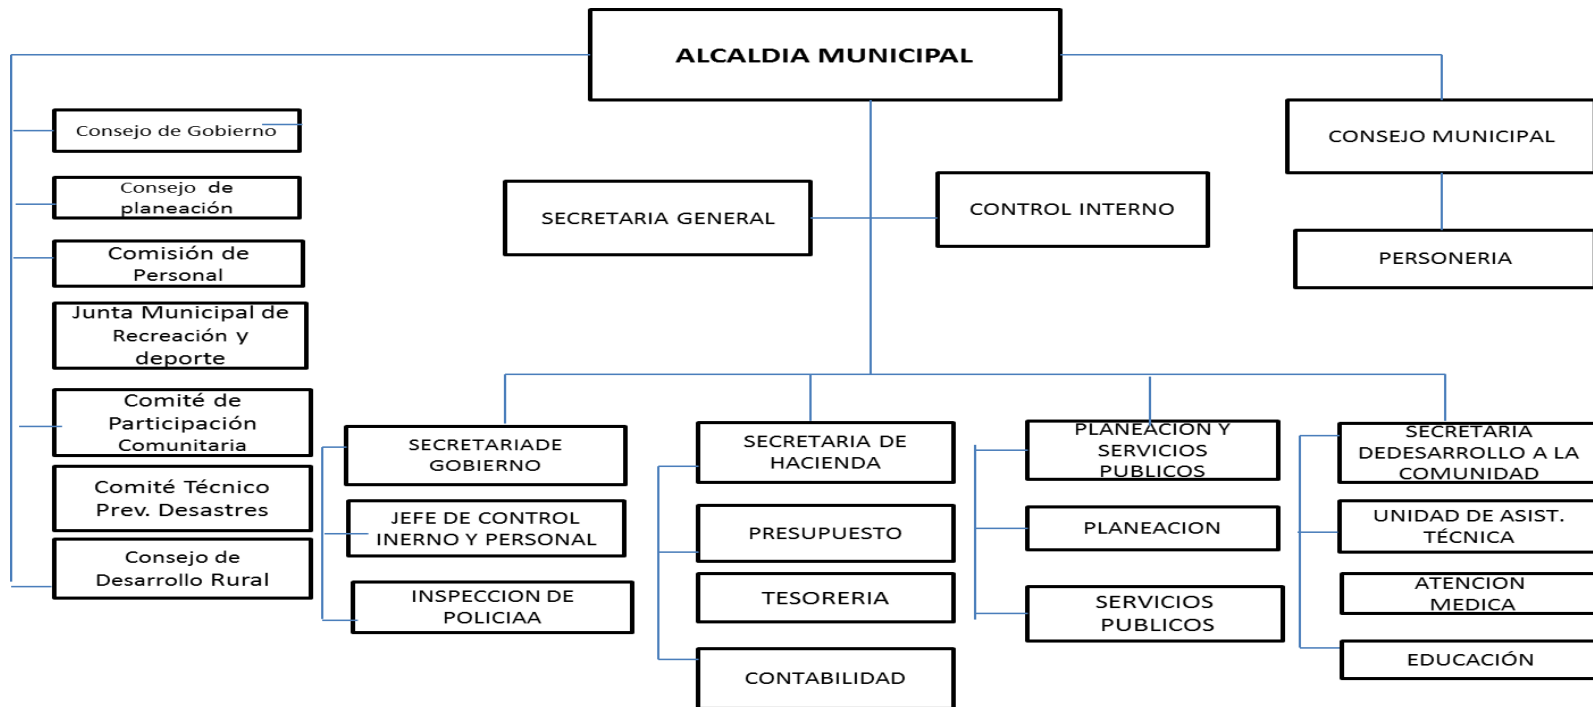 ALCALDIA MUNICIPAL
Consejo de Gobierno
Consejo de
planeación
Comisión de
Personal
Junta Municipal de
Recreación y
deporte
Comité de
Participación
Comunitaria
Comité Técnico
Prev. Desastres
Consejo de
Desarrollo Rural
SECRETARIA GENERAL
CONTROL INTERNO
CONSEJO MUNICIPAL
PERSONERIA
SECRETARIADE
GOBIERNO
JEFE DE CONTROL
INERNO Y PERSONAL
INSPECCION DE
POLICIAA
SECRETARIA DE
HACIENDA
PRESUPUESTO
TESORERIA
CONTABILIDAD
PLANEACION Y
SERVICIOS
PUBLICOS
PLANEACION
SERVICIOS
PUBLICOS
SECRETARIA
DEDESARROLLO A LA
COMUNIDAD
UNIDAD DE ASIST.
TÉCNICA
ATENCION
MEDICA
EDUCACIÓN